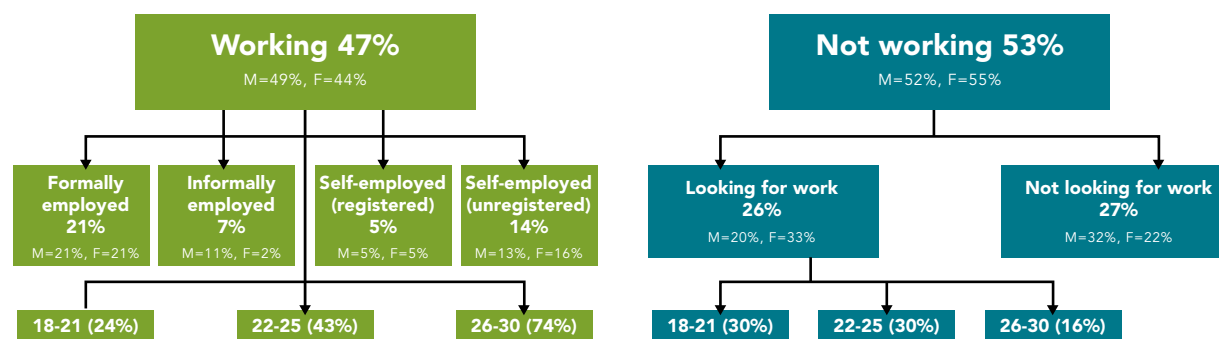 Working 47%
M=49%, F=44%
Formally
employed
21%
M=21%, F=21%
Informally
employed
7%
M=11%, F=2%
Self-employed
(registered)
5%
M=5%, F=5%
Self-employed
(unregistered)
14%
M=13%, F=16%
18-21 (24%)
22-25 (43%)
26-30 (74%)
Not working 53%
M=52%, F=55%
Looking for work
26%
M=20%, F=33%
Not looking for work
27%
M=32%, F=22%
18-21 (30%)
22-25 (30%)
26-30 (16%)